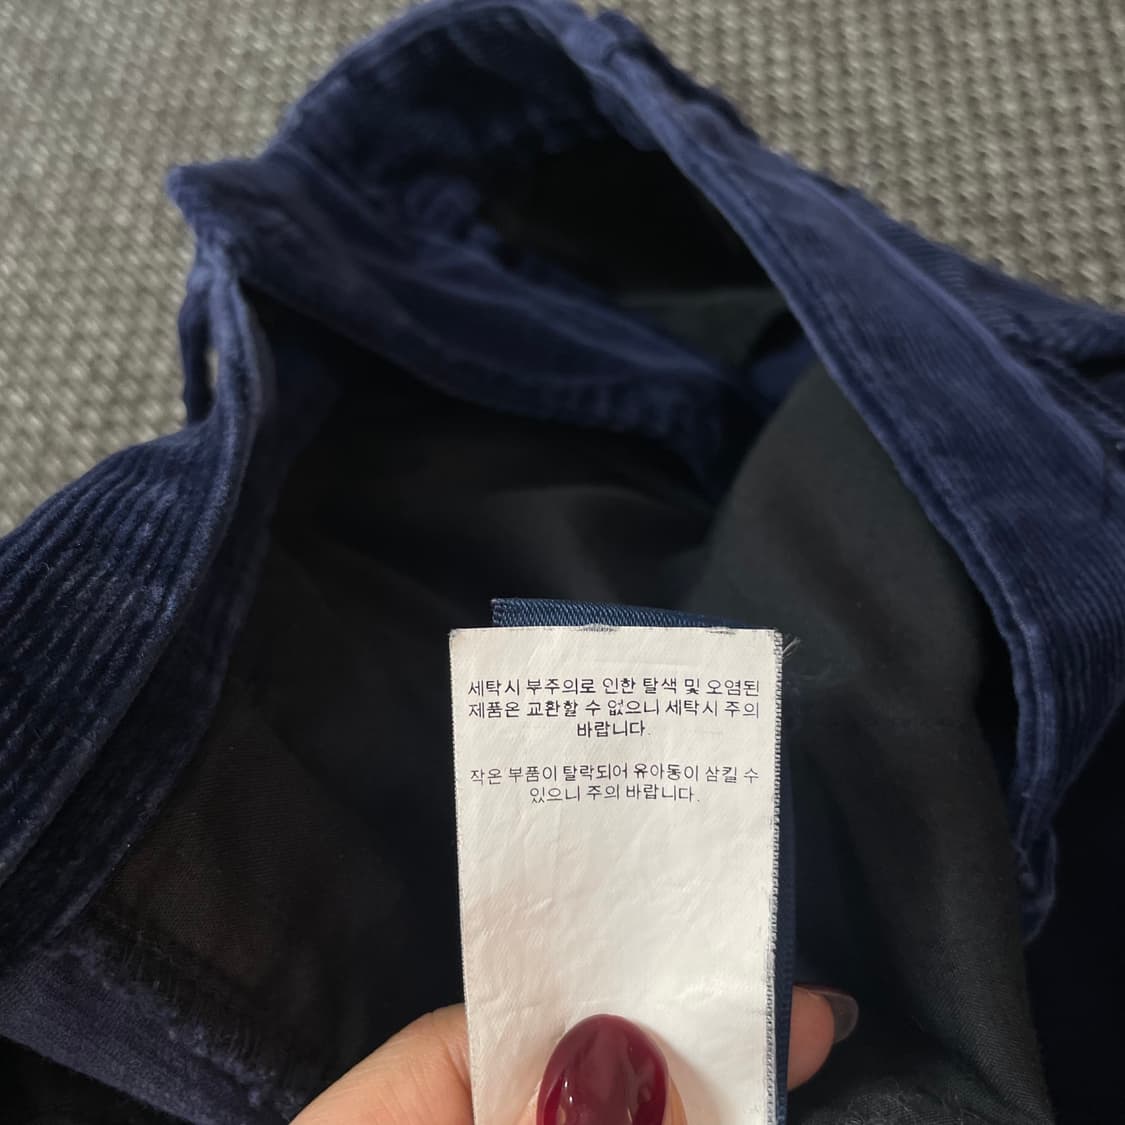 세탁시 부주의로 인한 탈색 및 오염된
제품은 교환할 수 없으니 세탁시 주의
바랍니다.
작은 부품이 탈락되어 유아동이 삼킬 수
있으니 주의 바랍니다.